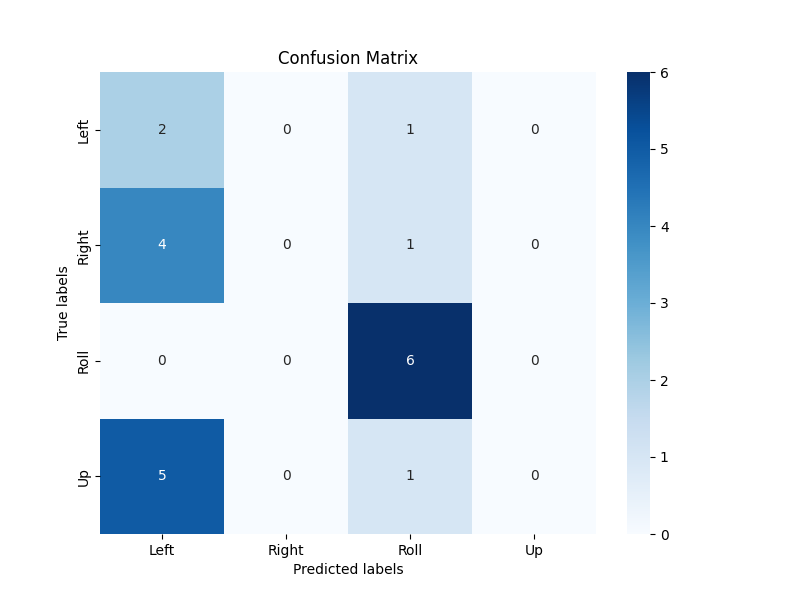 Confusion Matrix
True labels
Left 2 0 1 0
Right 4 0 1 0
Roll 0 0 6 0
Up 5 0 1 0
Left Right Roll Up
Predicted labels
6
5
4
3
2
1
0